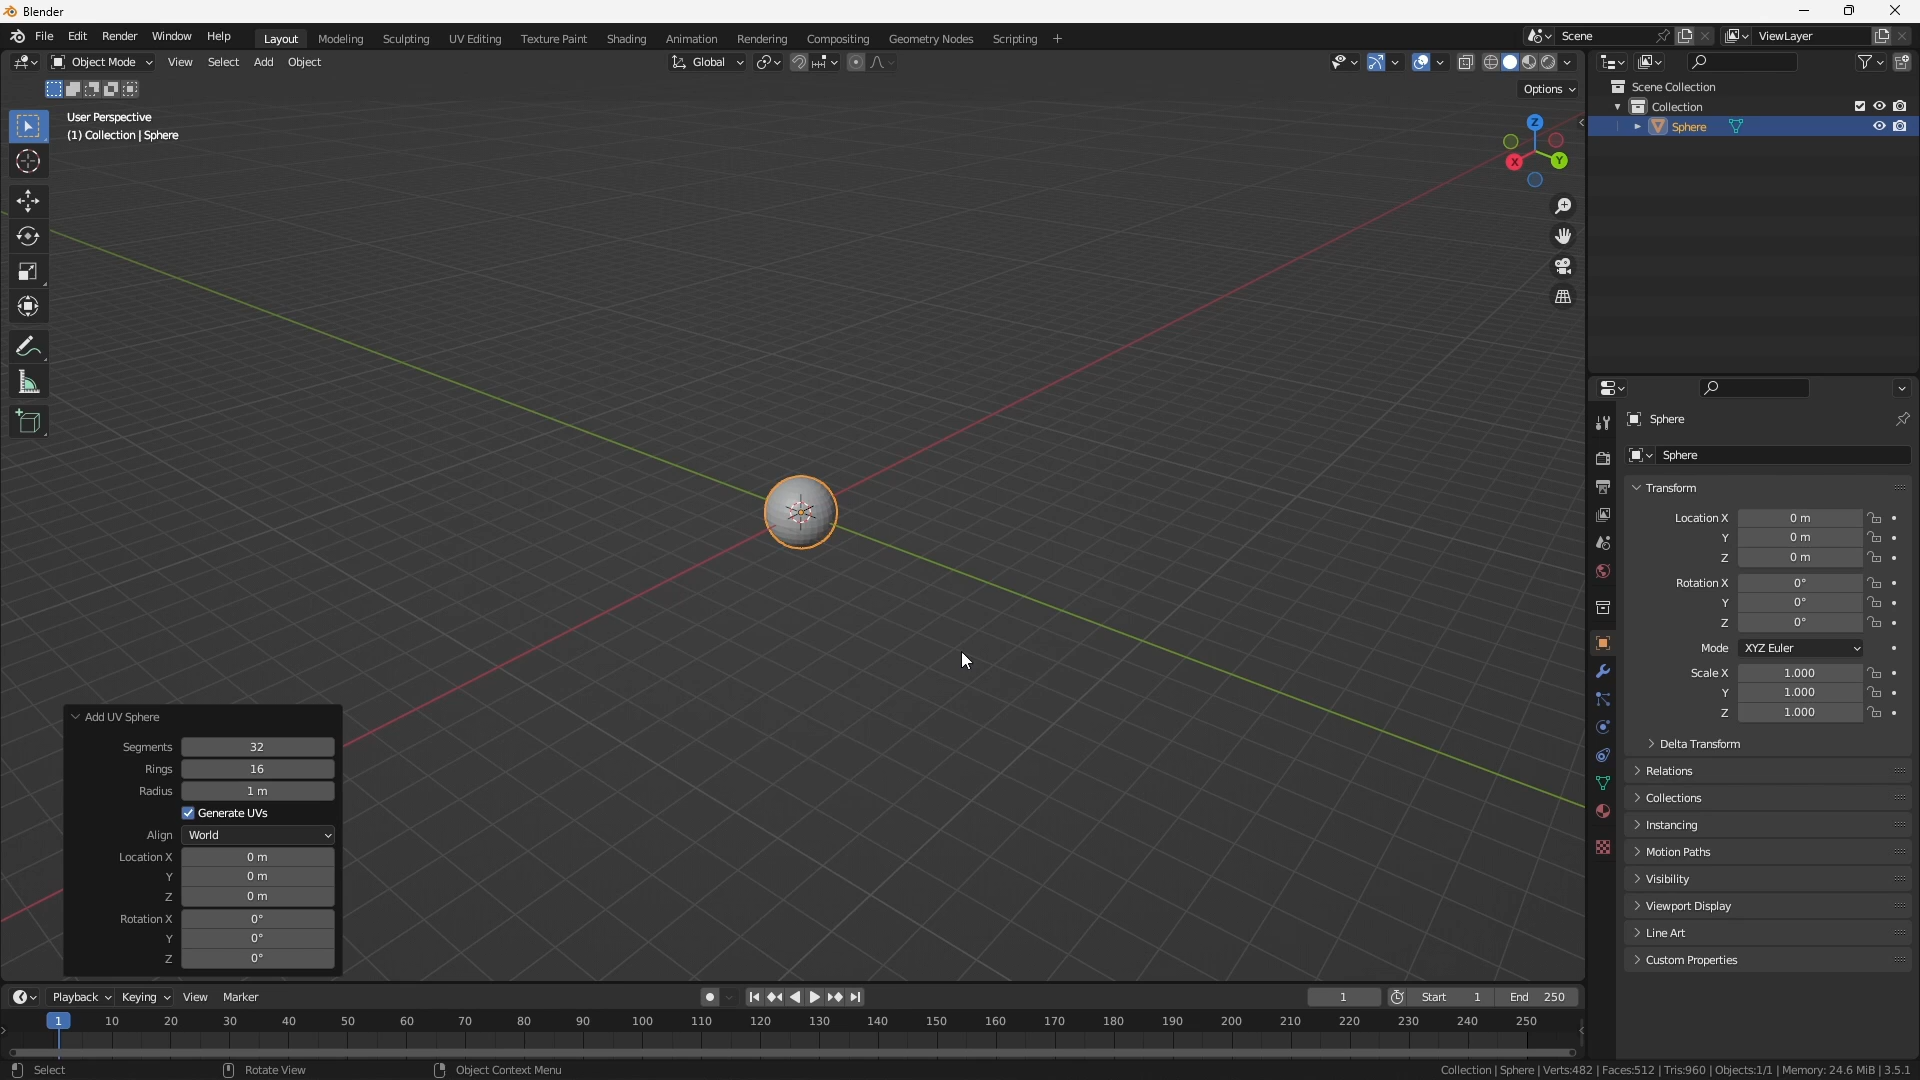 Blender
File Edit Render Window Help Layout Modeling Sculpting UV Editing Texture Paint Shading Animation Rendering Compositing Geometry Nodes Scripting + Scene ViewLayer
Object Mode View Select Add Object Global
Options
User Perspective
(1) Collection | Sphere
Z
X
Y
Scene Collection
Collection
Sphere
Sphere
Sphere
Transform
Location X 0 m
Y 0 m
Z 0 m
Rotation X 0°
Y 0°
Z 0°
Mode XYZ Euler
Scale X 1.000
Y 1.000
Z 1.000
Delta Transform
Relations
Collections
Instancing
Motion Paths
Visibility
Viewport Display
Line Art
Custom Properties
Add UV Sphere
Segments 32
Rings 16
Radius 1 m
Generate UVs
Align World
Location X 0 m
Y 0 m
Z 0 m
Rotation X 0°
Y 0°
Z 0°
Playback Keying View Marker 1 Start 1 End 250
1 10 20 30 40 50 60 70 80 90 100 110 120 130 140 150 160 170 180 190 200 210 220 230 240 250
Select Rotate View Object Context Menu Collection | Sphere | Verts:482 | Faces:512 | Tris:960 | Objects:1/1 | Memory: 24.6 MiB | 3.5.1